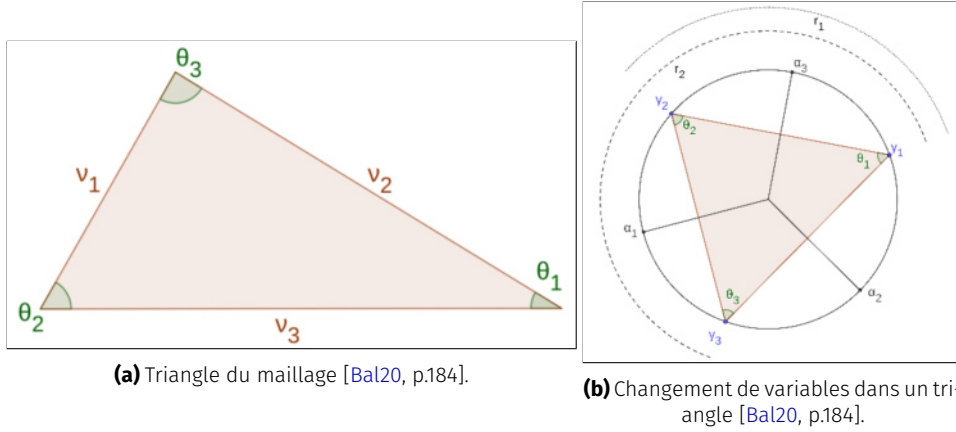 θ₃
ν₁
ν₂
θ₂
θ₁
ν₃
(a) Triangle du maillage [Bal20, p.184].
r₁
r₂
α₃
γ₂
θ₂
γ₁
θ₁
α₁
α₂
θ₃
γ₃
(b) Changement de variables dans un tri-
angle [Bal20, p.184].